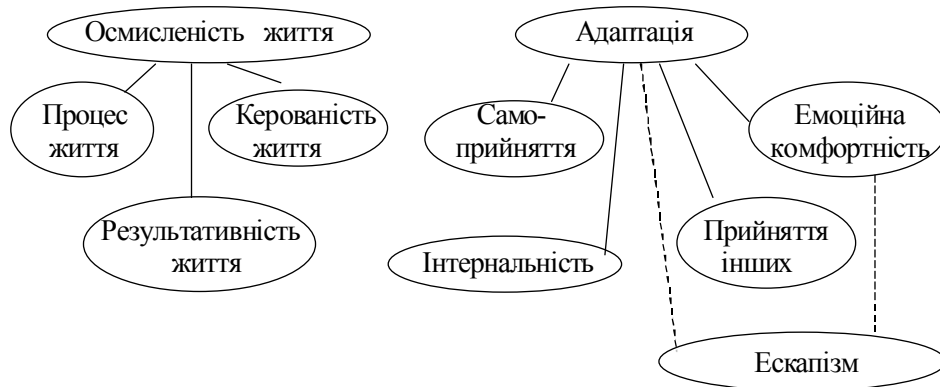 Осмисленість життя
Адаптація
Процес
життя
Керованість
життя
Само-
прийняття
Емоційна
комфортність
Результативність
життя
Інтернальність
Прийняття
інших
Ескапізм